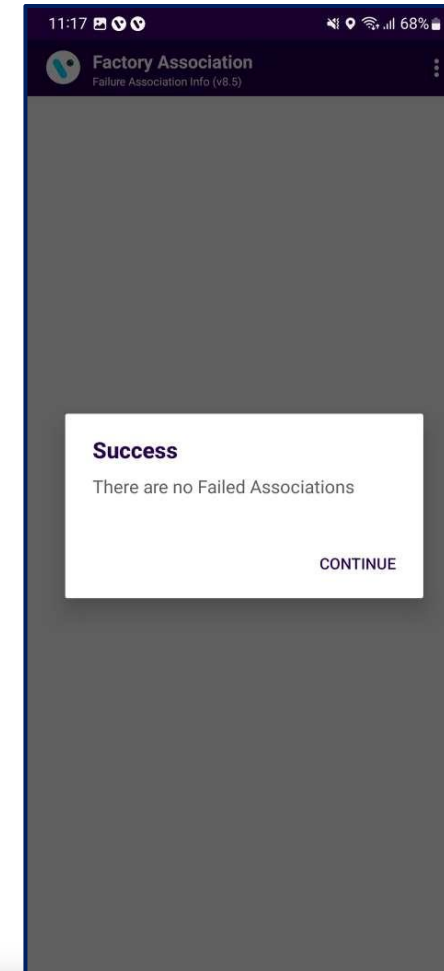 11:17 68%
Factory Association
Failure Association Info (v8.5)
Success
There are no Failed Associations
CONTINUE